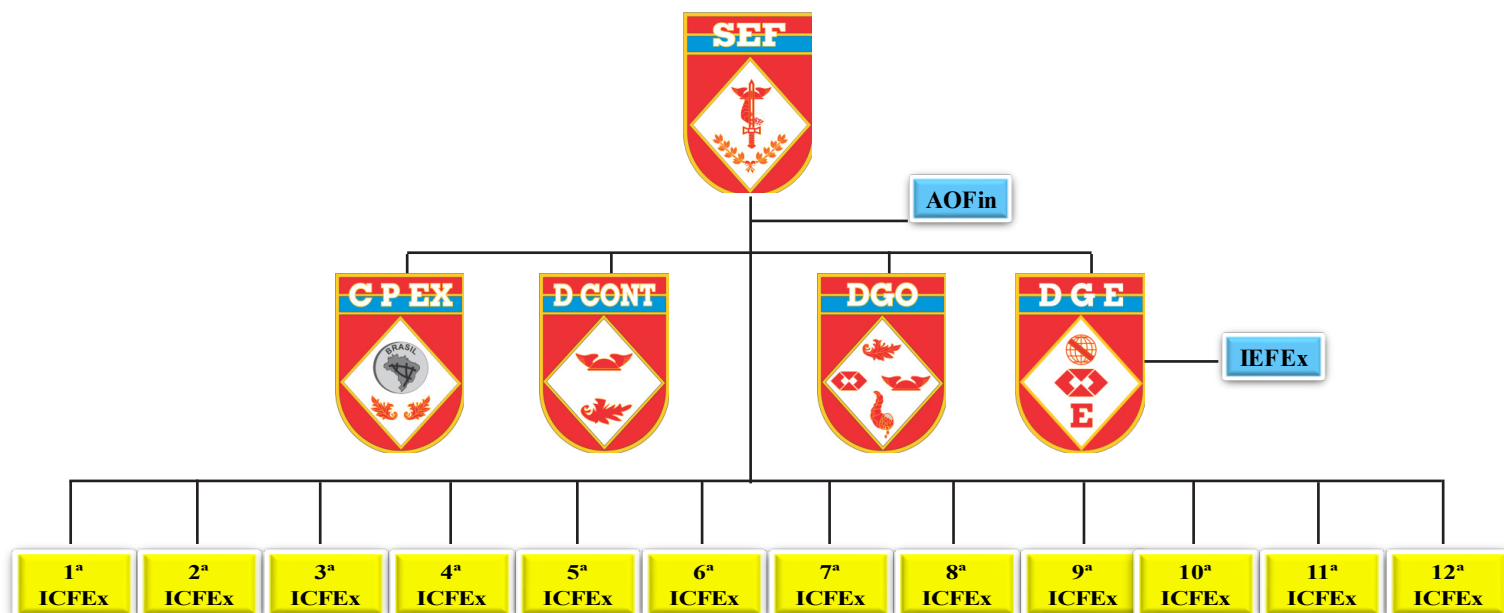 SEF
AOFin
C P EX
D CONT
DGO
D G E
BRASIL
E
IEFEx
1ª
ICFEx
2ª
ICFEx
3ª
ICFEx
4ª
ICFEx
5ª
ICFEx
6ª
ICFEx
7ª
ICFEx
8ª
ICFEx
9ª
ICFEx
10ª
ICFEx
11ª
ICFEx
12ª
ICFEx